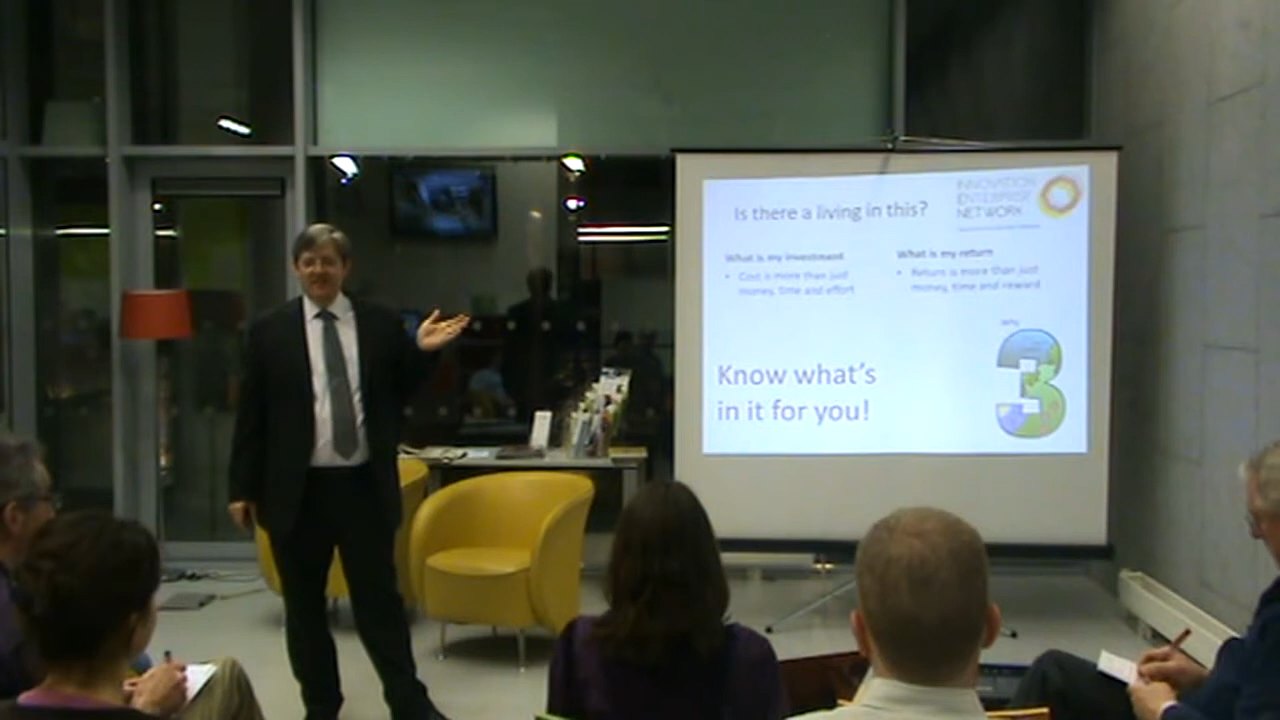 Is there a living in this?
INNOVATION
ENTERPRISE
NETWORK
What is my investment
• Cost is more than just
money, time and effort
What is my return
• Return is more than just
money, time and reward
Know what's
in it for you!
3